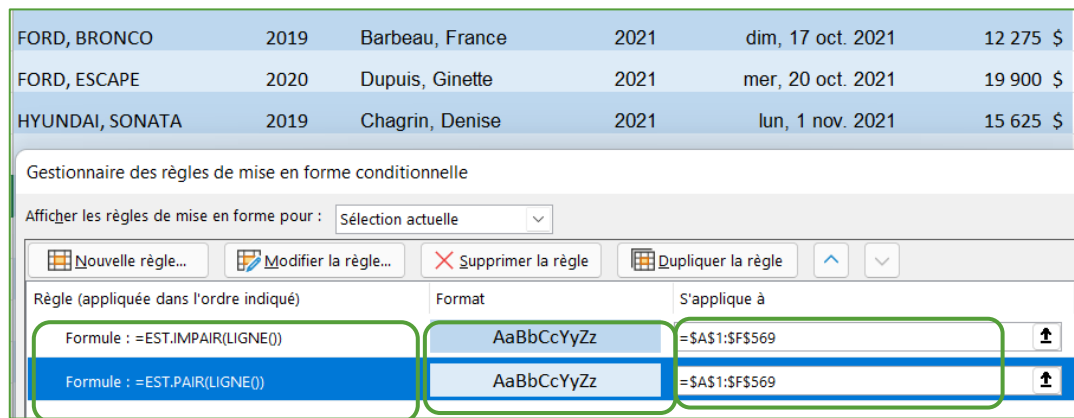 FORD, BRONCO 2019 Barbeau, France 2021 dim, 17 oct. 2021 12 275 $
FORD, ESCAPE 2020 Dupuis, Ginette 2021 mer, 20 oct. 2021 19 900 $
HYUNDAI, SONATA 2019 Chagrin, Denise 2021 lun, 1 nov. 2021 15 625 $
Gestionnaire des règles de mise en forme conditionnelle
Afficher les règles de mise en forme pour : Sélection actuelle
Nouvelle règle... Modifier la règle... Supprimer la règle Dupliquer la règle
Règle (appliquée dans l'ordre indiqué) Format S'applique à
Formule : =EST.IMPAIR(LIGNE()) AaBbCcYyZz =$A$1:$F$569
Formule : =EST.PAIR(LIGNE()) AaBbCcYyZz =$A$1:$F$569